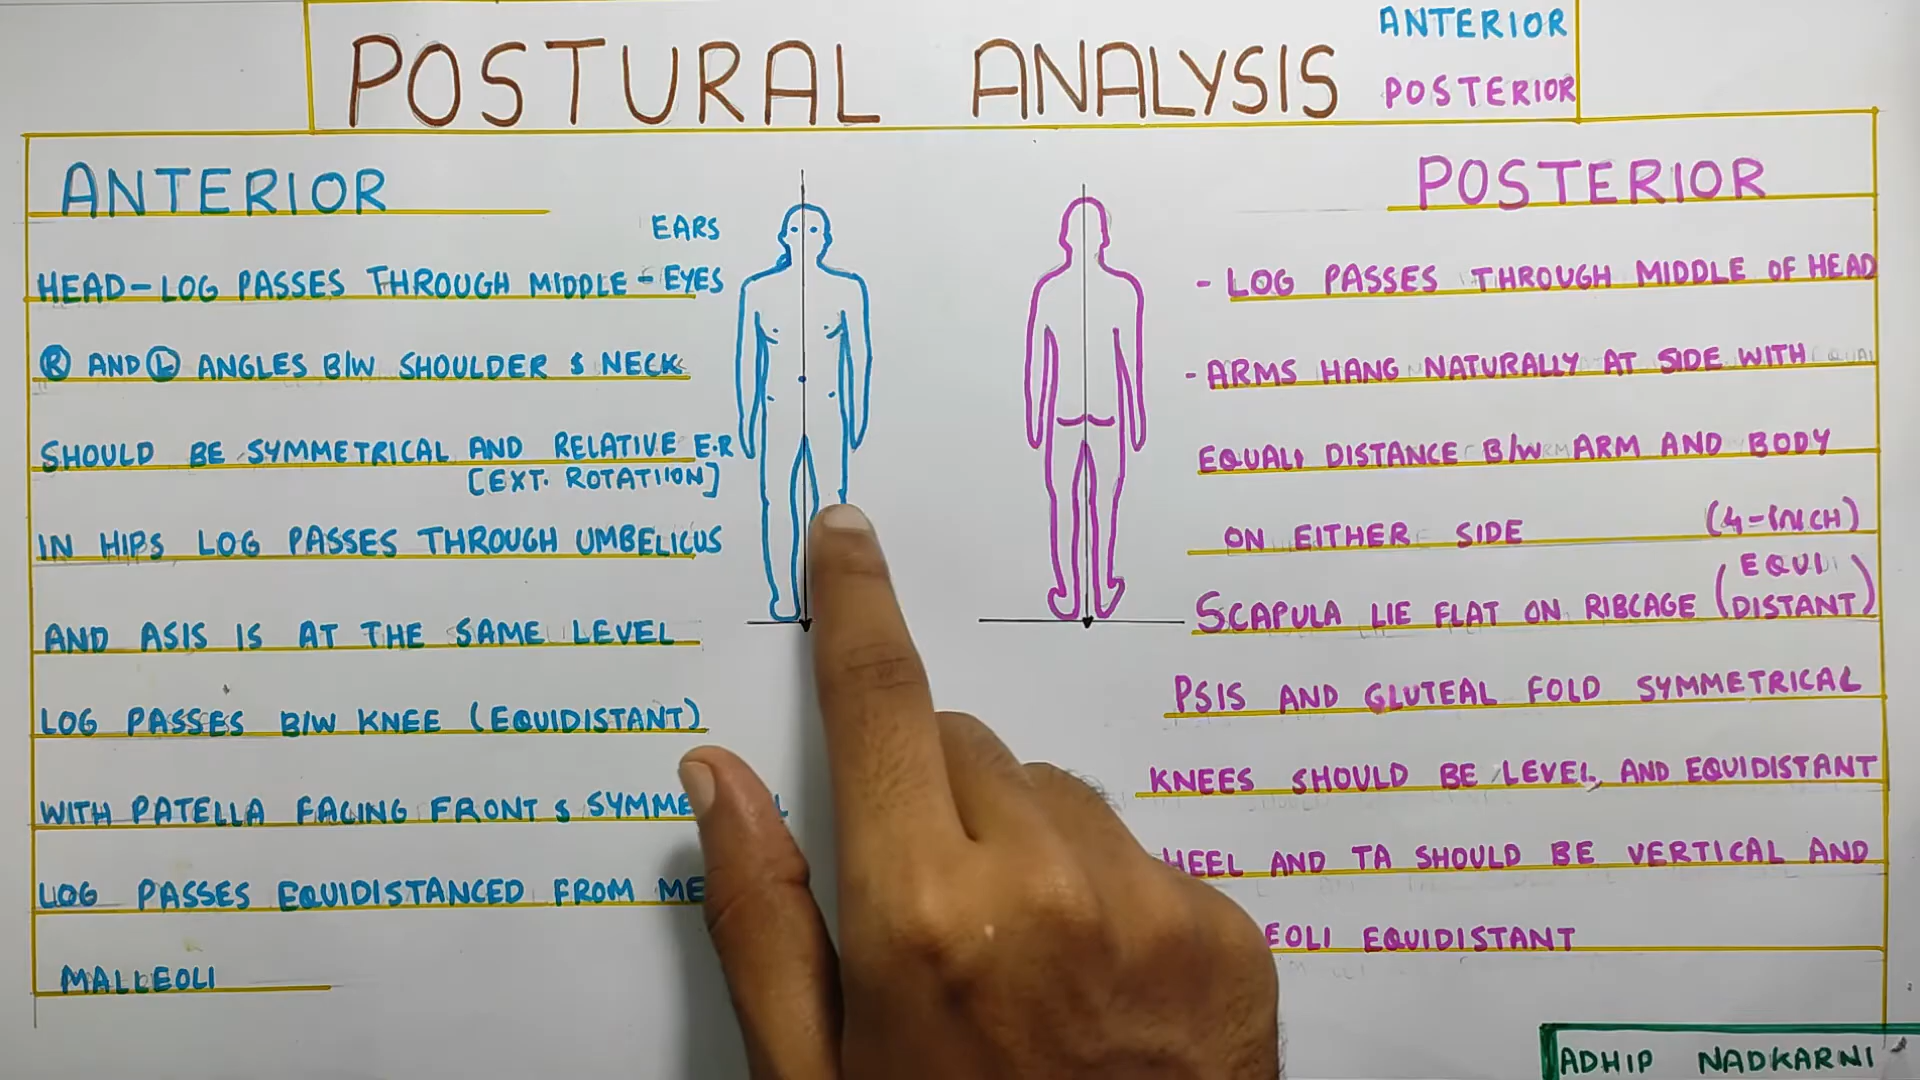 POSTURAL ANALYSIS
ANTERIOR
POSTERIOR
ANTERIOR
EARS
HEAD-LOG PASSES THROUGH MIDDLE - EYES
R AND L ANGLES B/W SHOULDER & NECK
SHOULD BE SYMMETRICAL AND RELATIVE E.R
[EXT. ROTATIION]
IN HIPS LOG PASSES THROUGH UMBELICUS
AND ASIS IS AT THE SAME LEVEL
LOG PASSES B/W KNEE (EQUIDISTANT)
WITH PATELLA FACING FRONT &
LOG PASSES EQUIDISTANCED FROM
MALLEOLI
POSTERIOR
- LOG PASSES THROUGH MIDDLE OF HEAD
- ARMS HANG NATURALLY AT SIDE WITH
EQUAL DISTANCE B/W ARM AND BODY
ON EITHER SIDE (4-INCH)
SCAPULA LIE FLAT ON RIBCAGE (EQUI DISTANT)
PSIS AND GLUTEAL FOLD SYMMETRICAL
KNEES SHOULD BE LEVEL AND EQUIDISTANT
HEEL AND TA SHOULD BE VERTICAL AND
EQUIDISTANT
ADHIP NADKARNI